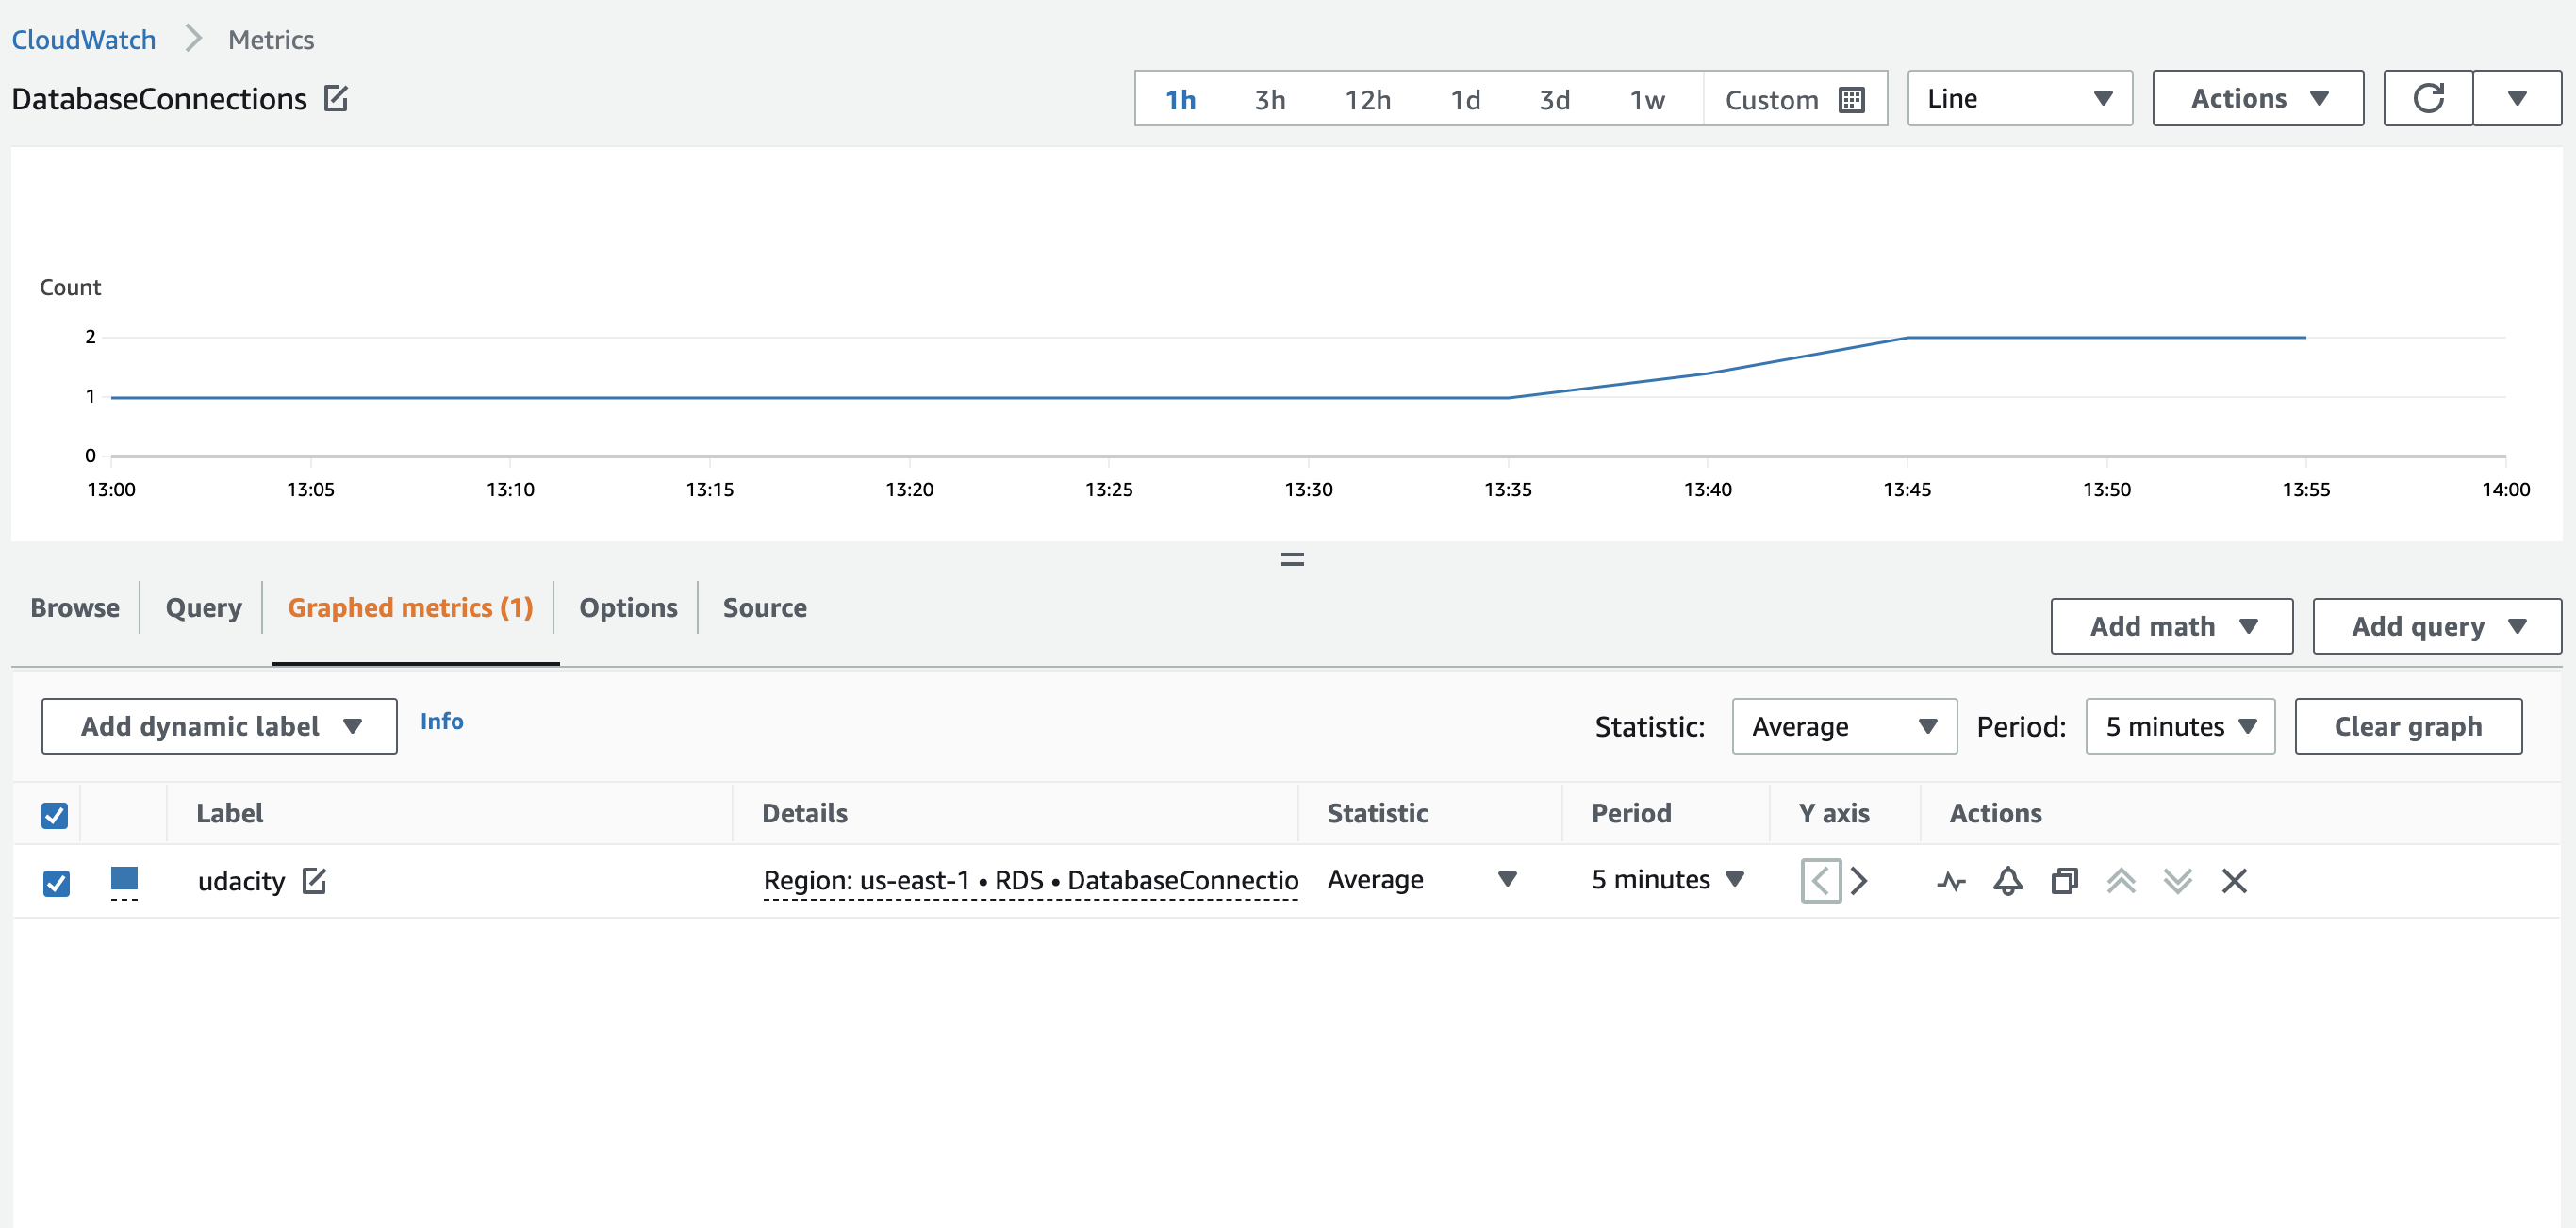 CloudWatch Metrics
DatabaseConnections
1h 3h 12h 1d 3d 1w Custom Line Actions
Count
2
1
0
13:00 13:05 13:10 13:15 13:20 13:25 13:30 13:35 13:40 13:45 13:50 13:55 14:00
Browse Query Graphed metrics (1) Options Source Add math Add query
Add dynamic label Info Statistic: Average Period: 5 minutes Clear graph
Label Details Statistic Period Y axis Actions
udacity Region: us-east-1 • RDS • DatabaseConnectio Average 5 minutes